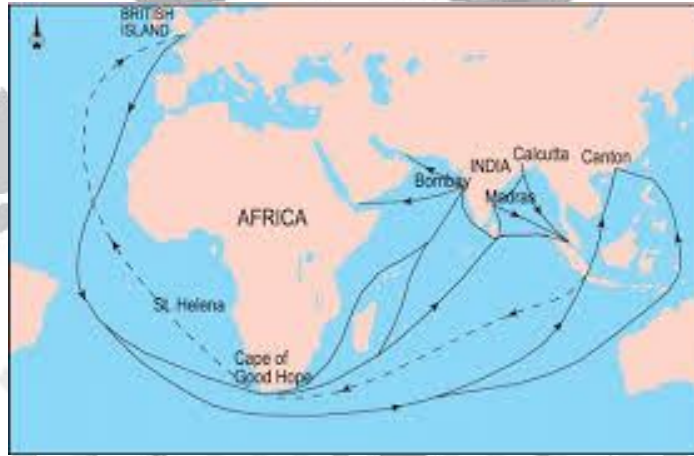 BRITISH
ISLAND
INDIA
Calcutta
Canton
Bombay
Madras
AFRICA
St. Helena
Cape of
Good Hope